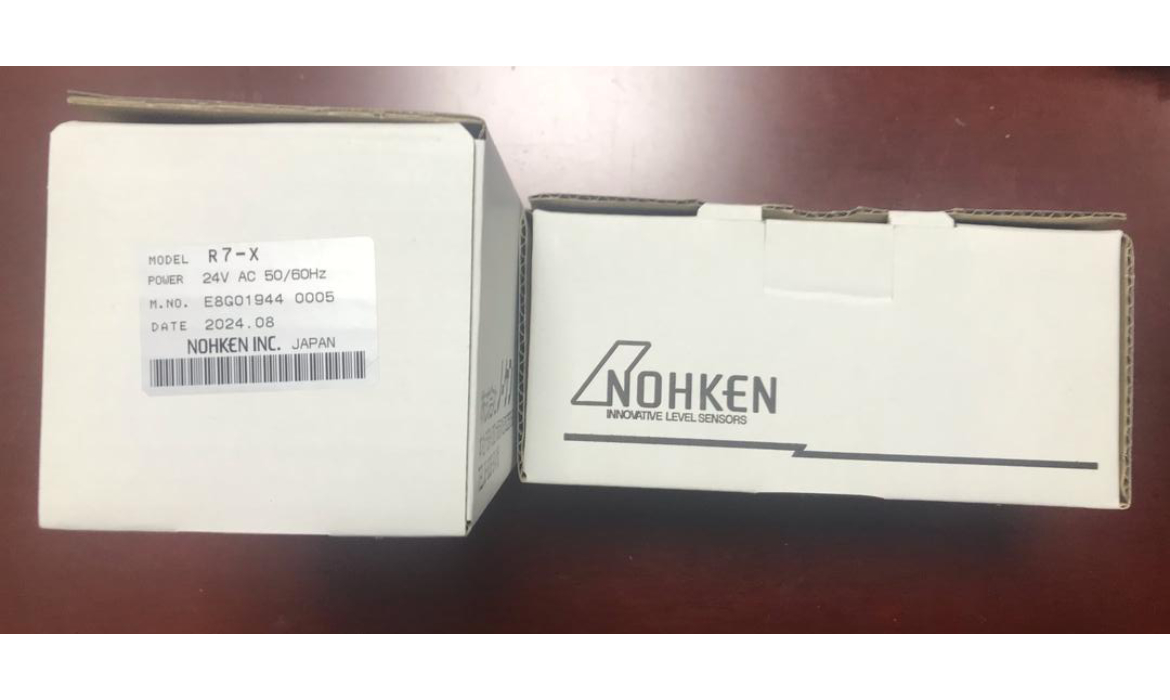 MODEL R7-X
POWER 24V AC 50/60Hz
M.NO. E8G01944 0005
DATE 2024.08
NOHKEN INC. JAPAN
NOHKEN
INNOVATIVE LEVEL SENSORS